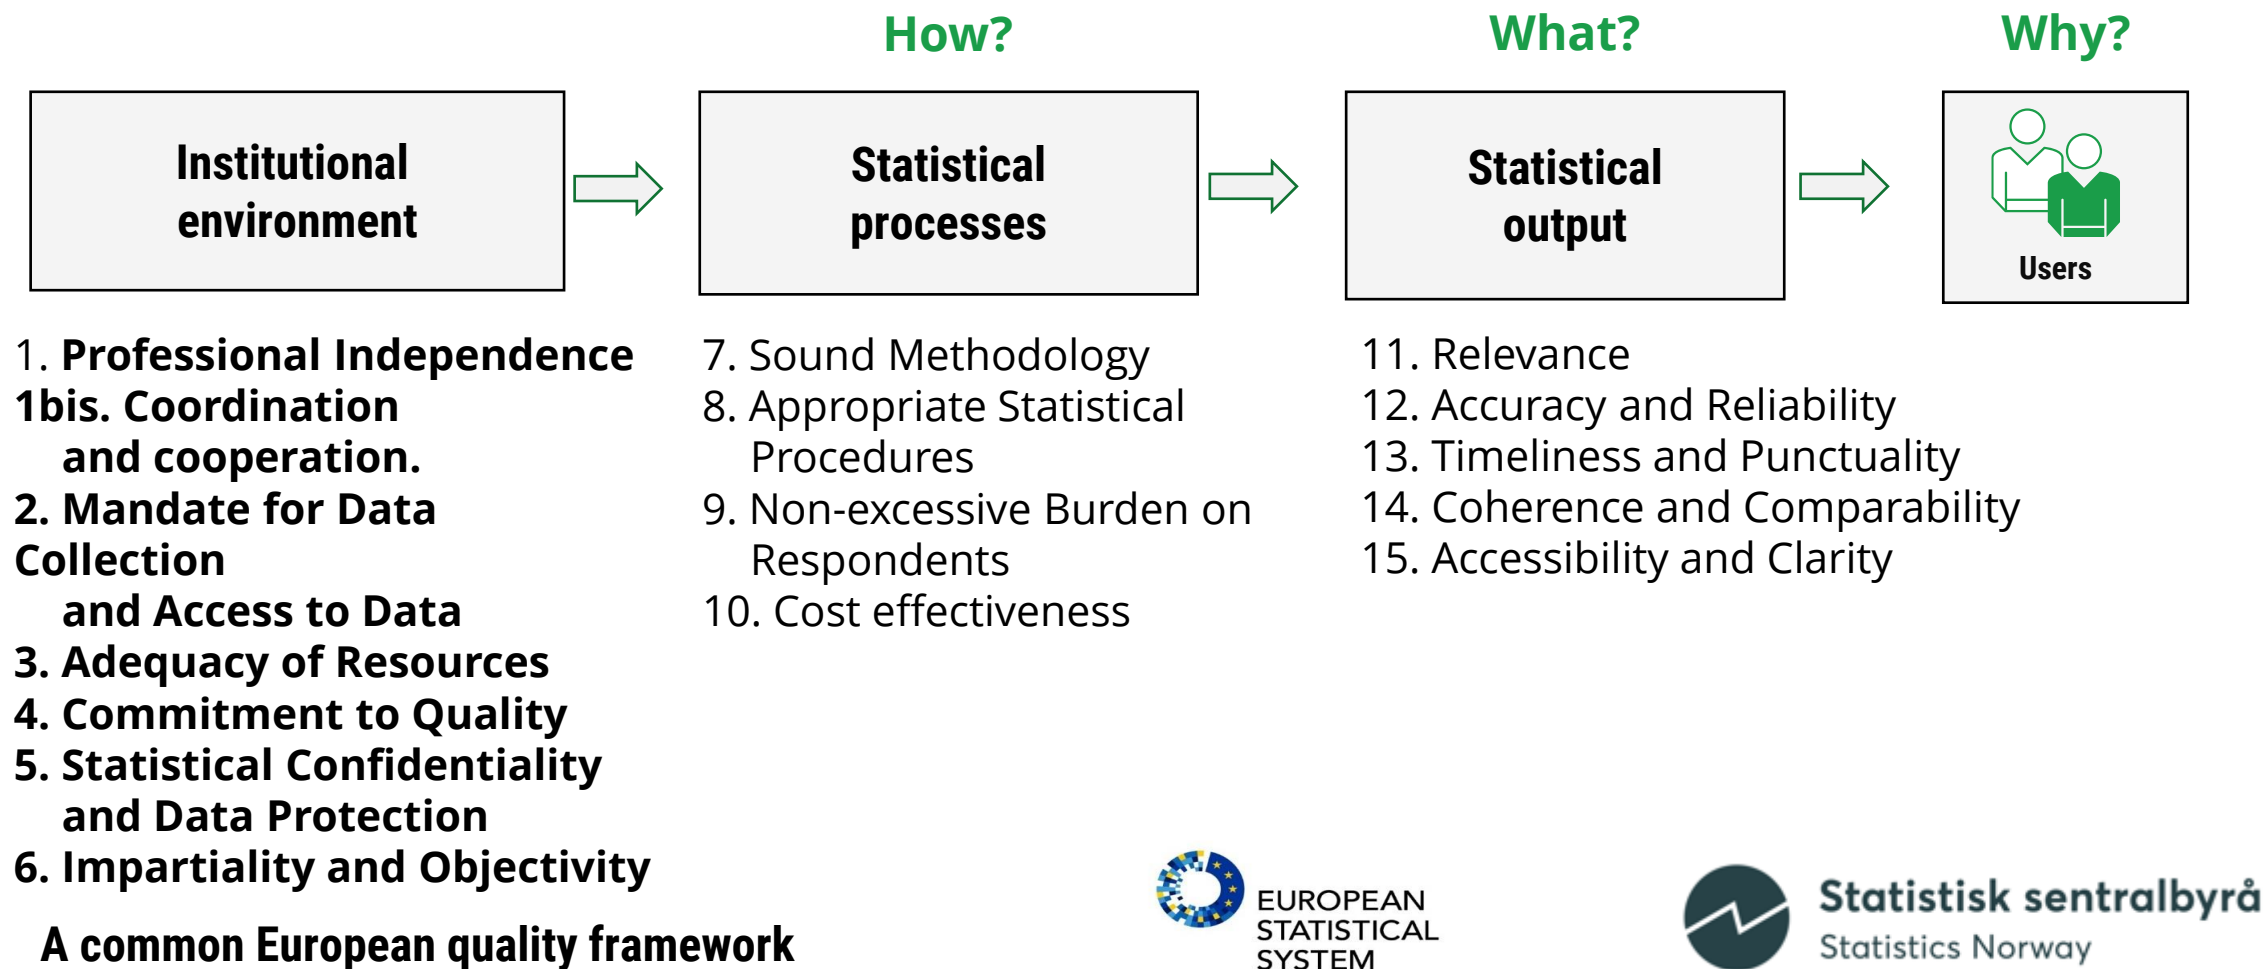 How?
What?
Why?
Institutional
environment
Statistical
processes
Statistical
output
Users
1. Professional Independence
1bis. Coordination
and cooperation.
2. Mandate for Data
Collection
and Access to Data
3. Adequacy of Resources
4. Commitment to Quality
5. Statistical Confidentiality
and Data Protection
6. Impartiality and Objectivity
7. Sound Methodology
8. Appropriate Statistical
Procedures
9. Non-excessive Burden on
Respondents
10. Cost effectiveness
11. Relevance
12. Accuracy and Reliability
13. Timeliness and Punctuality
14. Coherence and Comparability
15. Accessibility and Clarity
A common European quality framework
EUROPEAN
STATISTICAL
SYSTEM
Statistisk sentralbyrå
Statistics Norway